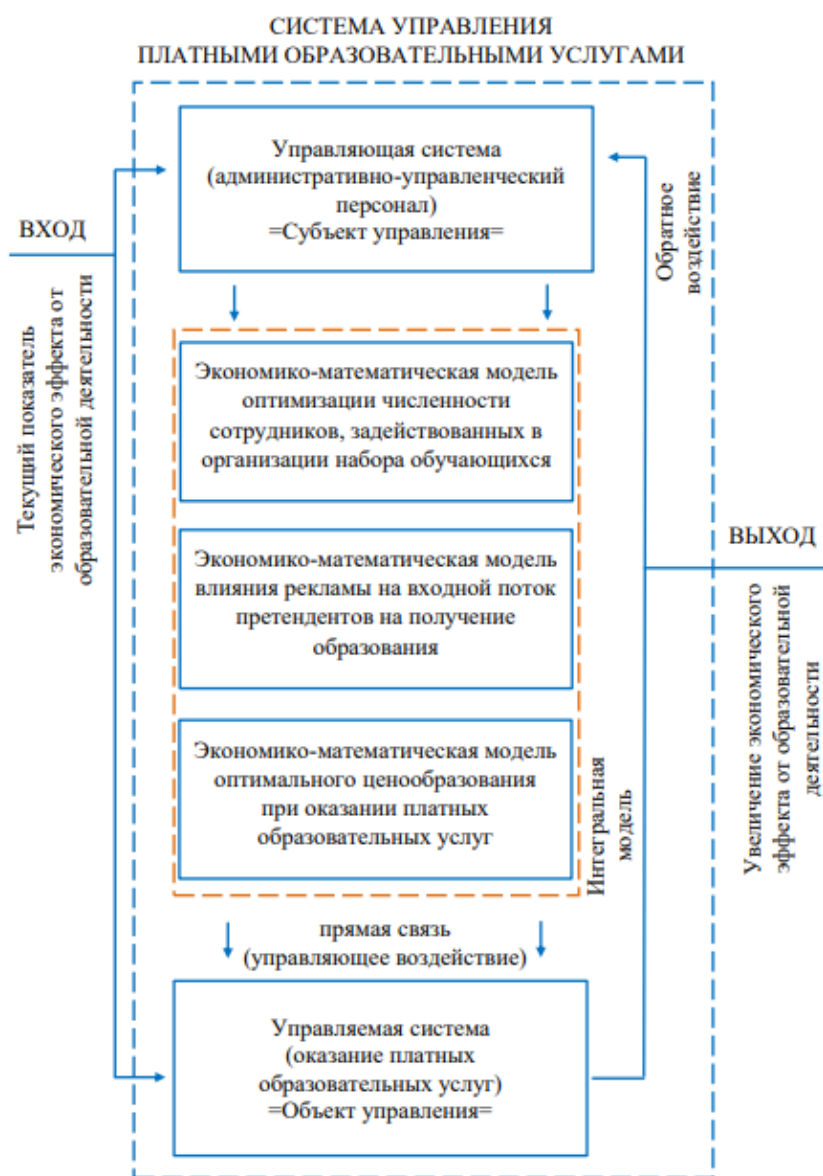 СИСТЕМА УПРАВЛЕНИЯ
ПЛАТНЫМИ ОБРАЗОВАТЕЛЬНЫМИ УСЛУГАМИ
Управляющая система
(административно-управленческий
персонал)
=Субъект управления=
ВХОД
Текущий показатель
экономического эффекта от
образовательной деятельности
Обратное
воздействие
Экономико-математическая модель
оптимизации численности
сотрудников, задействованных в
организации набора обучающихся
Экономико-математическая модель
влияния рекламы на входной поток
претендентов на получение
образования
Экономико-математическая модель
оптимального ценообразования
при оказании платных
образовательных услуг
Интегральная
модель
ВЫХОД
Увеличение экономического
эффекта от образовательной
деятельности
прямая связь
(управляющее воздействие)
Управляемая система
(оказание платных
образовательных услуг)
=Объект управления=